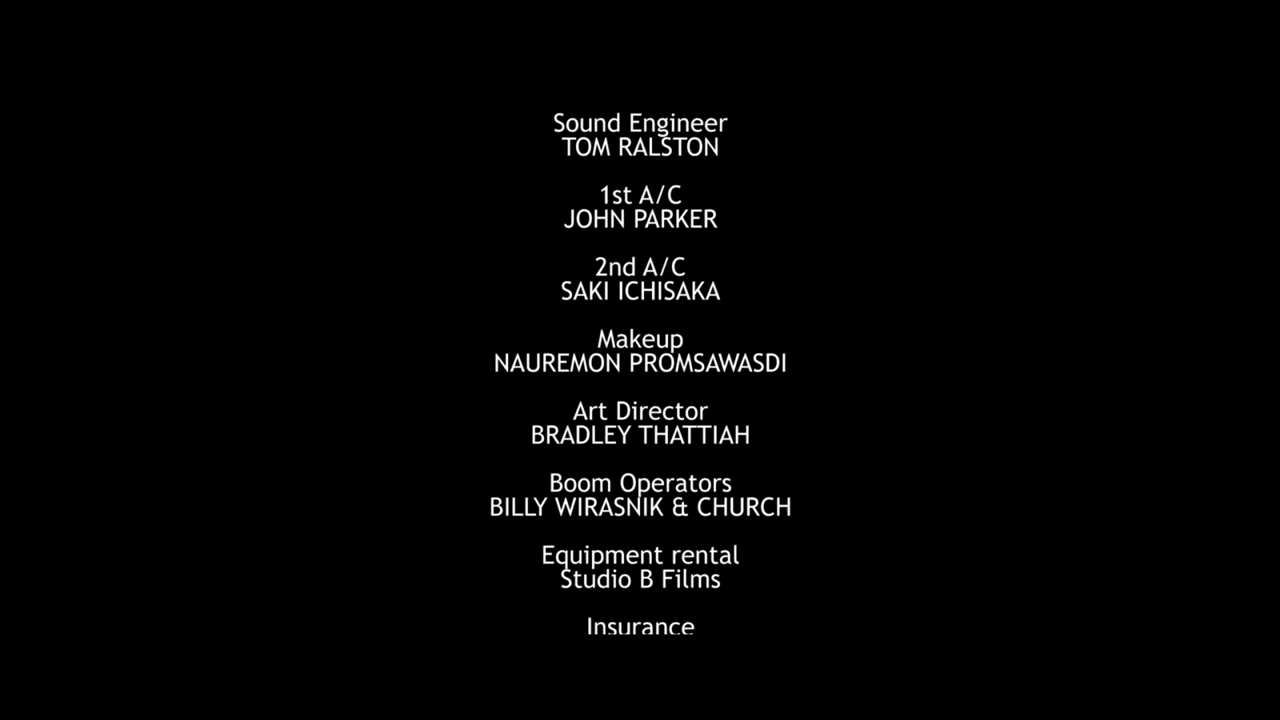 Sound Engineer
TOM RALSTON
1st A/C
JOHN PARKER
2nd A/C
SAKI ICHISAKA
Makeup
NAUREMON PROMSAWASDI
Art Director
BRADLEY THATTIAH
Boom Operators
BILLY WIRASNIK & CHURCH
Equipment rental
Studio B Films
Insurance